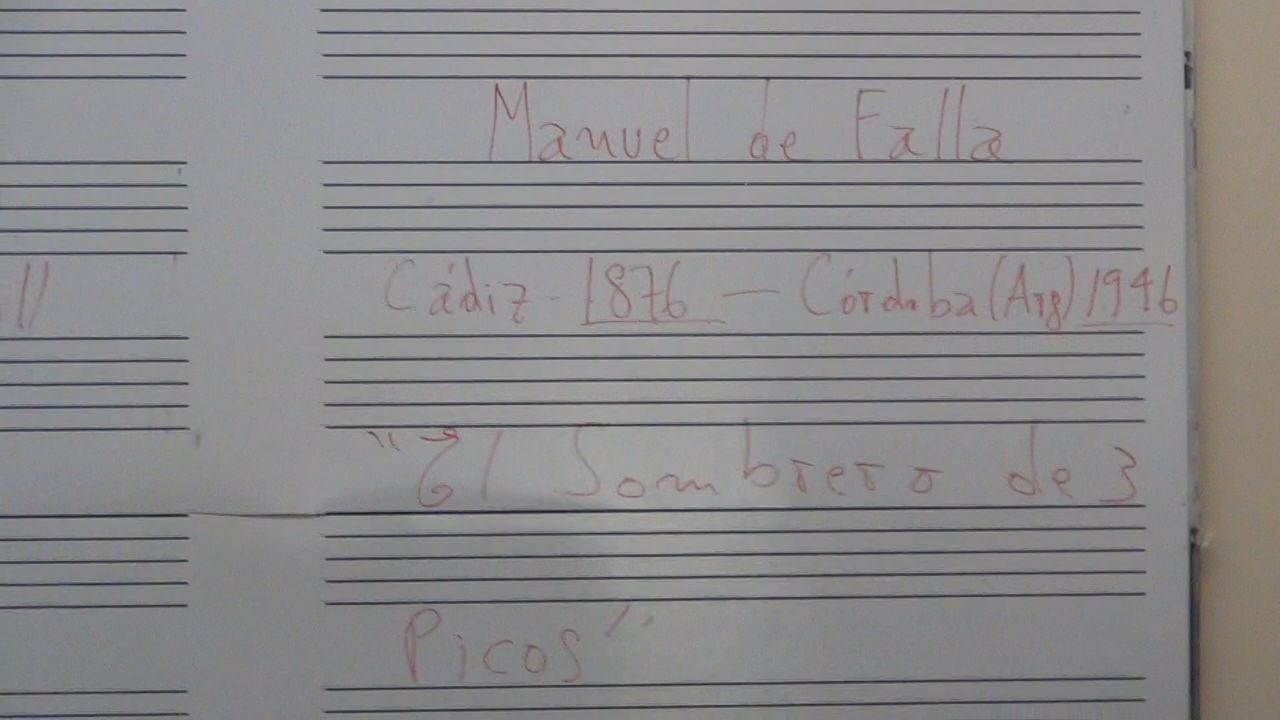 Manuel de Falla
Cádiz - 1876 — Córdoba (Arg) 1946
"El Sombrero de 3
Picos"